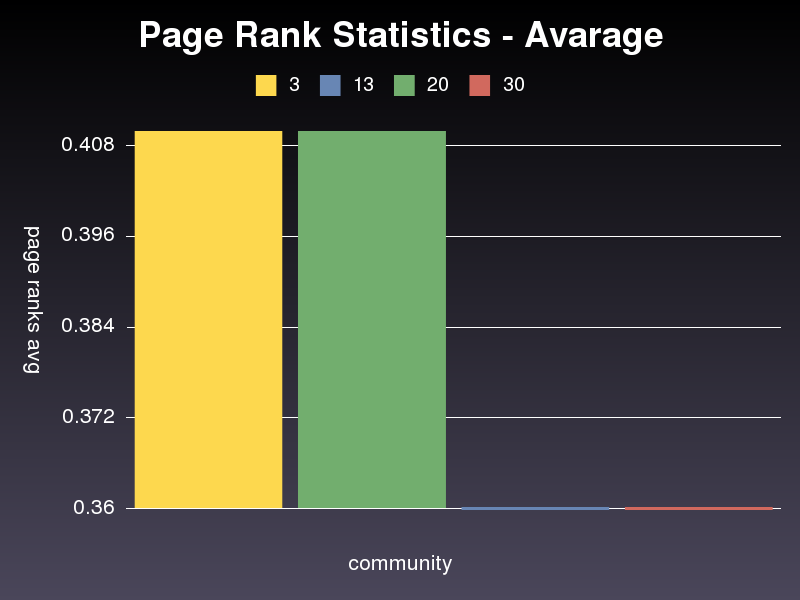 Page Rank Statistics - Avarage
3 13 20 30
0.408
0.396
0.384
0.372
0.36
page ranks avg
community